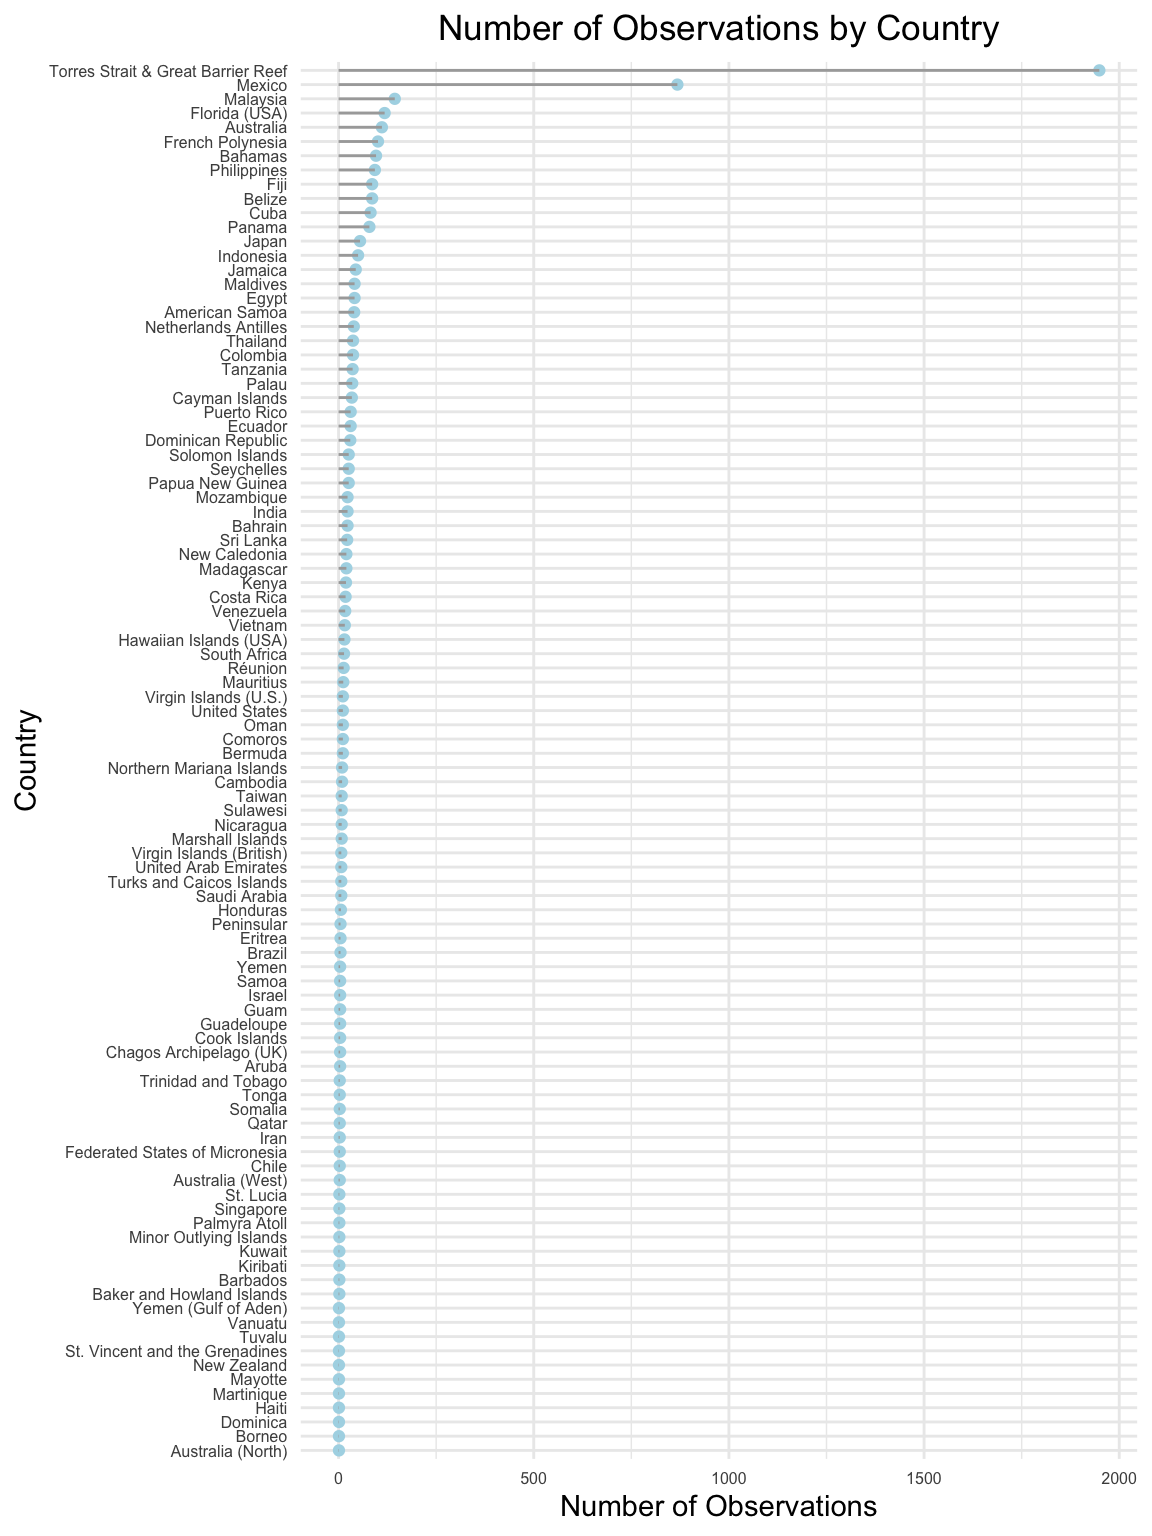 Number of Observations by Country
Torres Strait & Great Barrier Reef
Mexico
Malaysia
Florida (USA)
Australia
French Polynesia
Bahamas
Philippines
Fiji
Belize
Cuba
Panama
Japan
Indonesia
Jamaica
Maldives
Egypt
American Samoa
Netherlands Antilles
Thailand
Colombia
Tanzania
Palau
Cayman Islands
Puerto Rico
Ecuador
Dominican Republic
Solomon Islands
Seychelles
Papua New Guinea
Mozambique
India
Bahrain
Sri Lanka
New Caledonia
Madagascar
Kenya
Costa Rica
Venezuela
Vietnam
Hawaiian Islands (USA)
South Africa
Réunion
Mauritius
Virgin Islands (U.S.)
United States
Oman
Comoros
Bermuda
Northern Mariana Islands
Cambodia
Taiwan
Sulawesi
Nicaragua
Marshall Islands
Virgin Islands (British)
United Arab Emirates
Turks and Caicos Islands
Saudi Arabia
Honduras
Peninsular
Eritrea
Brazil
Yemen
Samoa
Israel
Guam
Guadeloupe
Cook Islands
Chagos Archipelago (UK)
Aruba
Trinidad and Tobago
Tonga
Somalia
Qatar
Iran
Federated States of Micronesia
Chile
Australia (West)
St. Lucia
Singapore
Palmyra Atoll
Minor Outlying Islands
Kuwait
Kiribati
Barbados
Baker and Howland Islands
Yemen (Gulf of Aden)
Vanuatu
Tuvalu
St. Vincent and the Grenadines
New Zealand
Mayotte
Martinique
Haiti
Dominica
Borneo
Australia (North)
Country
0 500 1000 1500 2000
Number of Observations